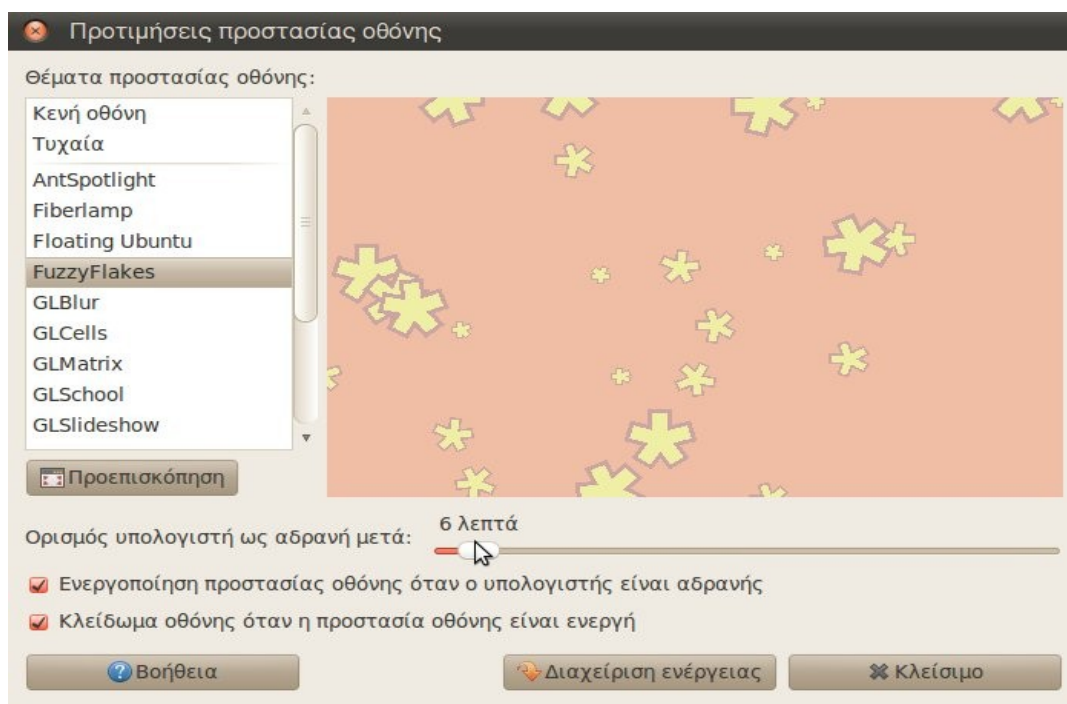 Προτιμήσεις προστασίας οθόνης
Θέματα προστασίας οθόνης:
Κενή οθόνη
Τυχαία
AntSpotlight
Fiberlamp
Floating Ubuntu
FuzzyFlakes
GLBlur
GLCells
GLMatrix
GLSchool
GLSlideshow
Προεπισκόπηση
6 λεπτά
Ορισμός υπολογιστή ως αδρανή μετά:
Ενεργοποίηση προστασίας οθόνης όταν ο υπολογιστής είναι αδρανής
Κλείδωμα οθόνης όταν η προστασία οθόνης είναι ενεργή
Βοήθεια Διαχείριση ενέργειας Κλείσιμο